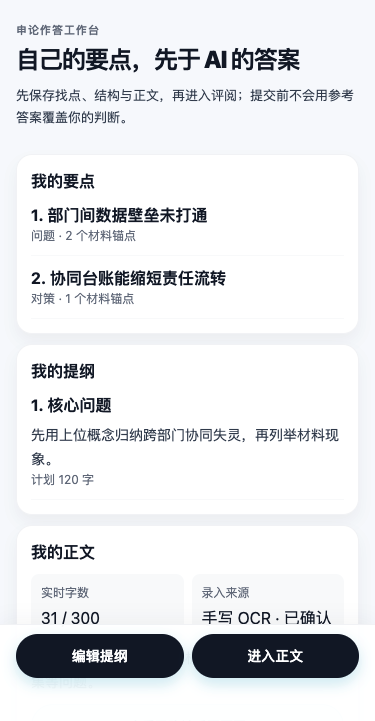 申论作答工作台
自己的要点，先于 AI 的答案
先保存找点、结构与正文，再进入评阅；提交前不会用参考
答案覆盖你的判断。
我的要点
1. 部门间数据壁垒未打通
问题 · 2 个材料锚点
2. 协同台账能缩短责任流转
对策 · 1 个材料锚点
我的提纲
1. 核心问题
先用上位概念归纳跨部门协同失灵，再列举材料现
象。
计划 120 字
我的正文
实时字数
录入来源
31 / 300
手写 OCR · 已确认
编辑提纲
进入正文